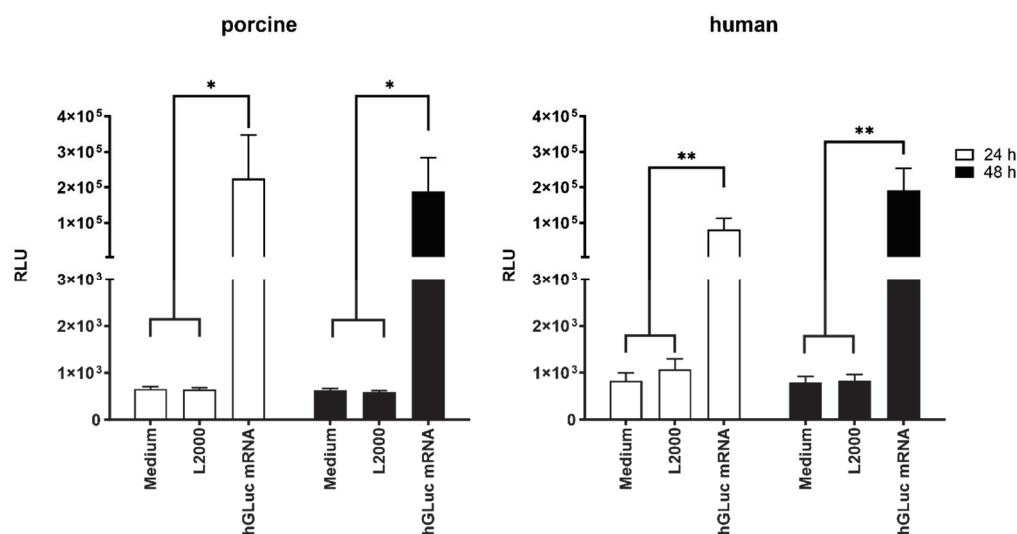 porcine
human
*
*
**
**
4×10⁵
3×10⁵
2×10⁵
1×10⁵
3×10³
2×10³
1×10³
0
RLU
Medium
L2000
hGLuc mRNA
Medium
L2000
hGLuc mRNA
4×10⁵
3×10⁵
2×10⁵
1×10⁵
3×10³
2×10³
1×10³
0
RLU
Medium
L2000
hGLuc mRNA
Medium
L2000
hGLuc mRNA
24 h
48 h